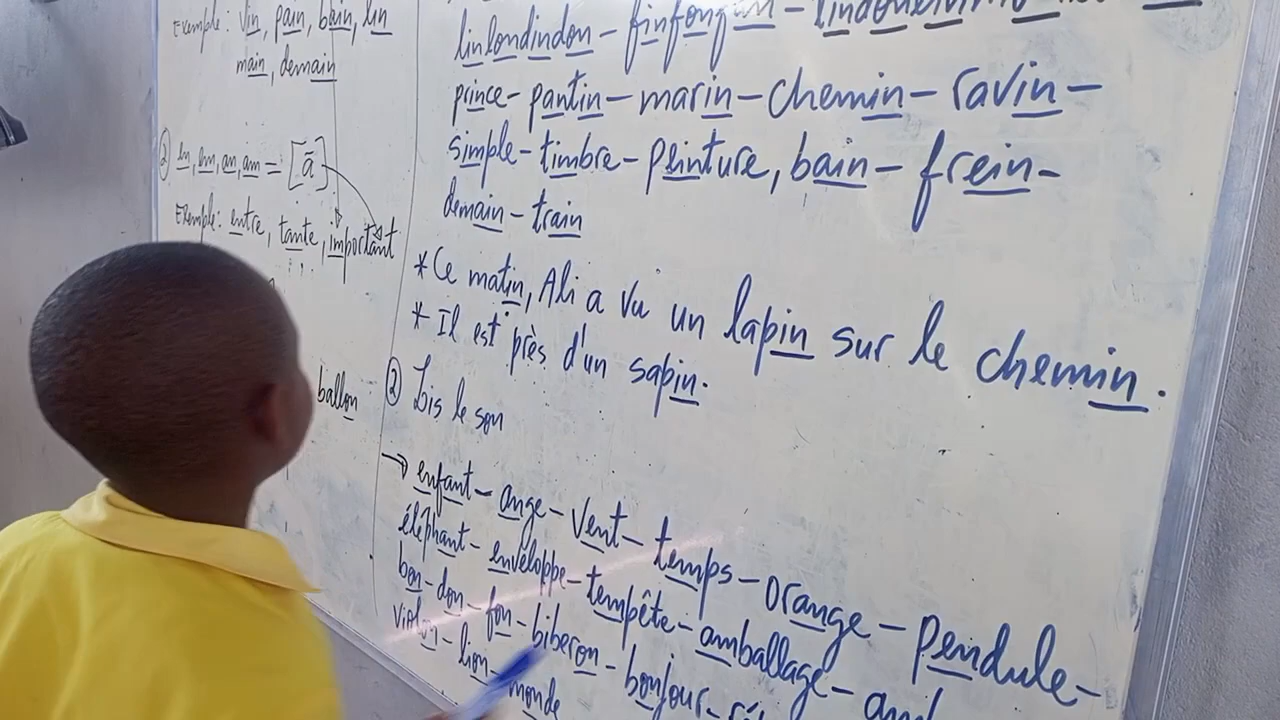 Exemple: vin, pain, bain, lin
main, demain
② en, em, an, am = [ã]
Exemple: entre, tante, important
ballon
linlondindon - finfon
prince - pantin - marin - chemin - ravin -
simple - timbre - peinture, bain - frein -
demain - train
* Ce matin, Ali a vu un lapin sur le chemin.
* Il est près d'un sapin.
② Lis le son
→ enfant - ange - vent - temps - orange - pendule -
éléphant - enveloppe - tempête - amballage -
bon - don - fon - biberon - bonjour -
violon - lion - monde